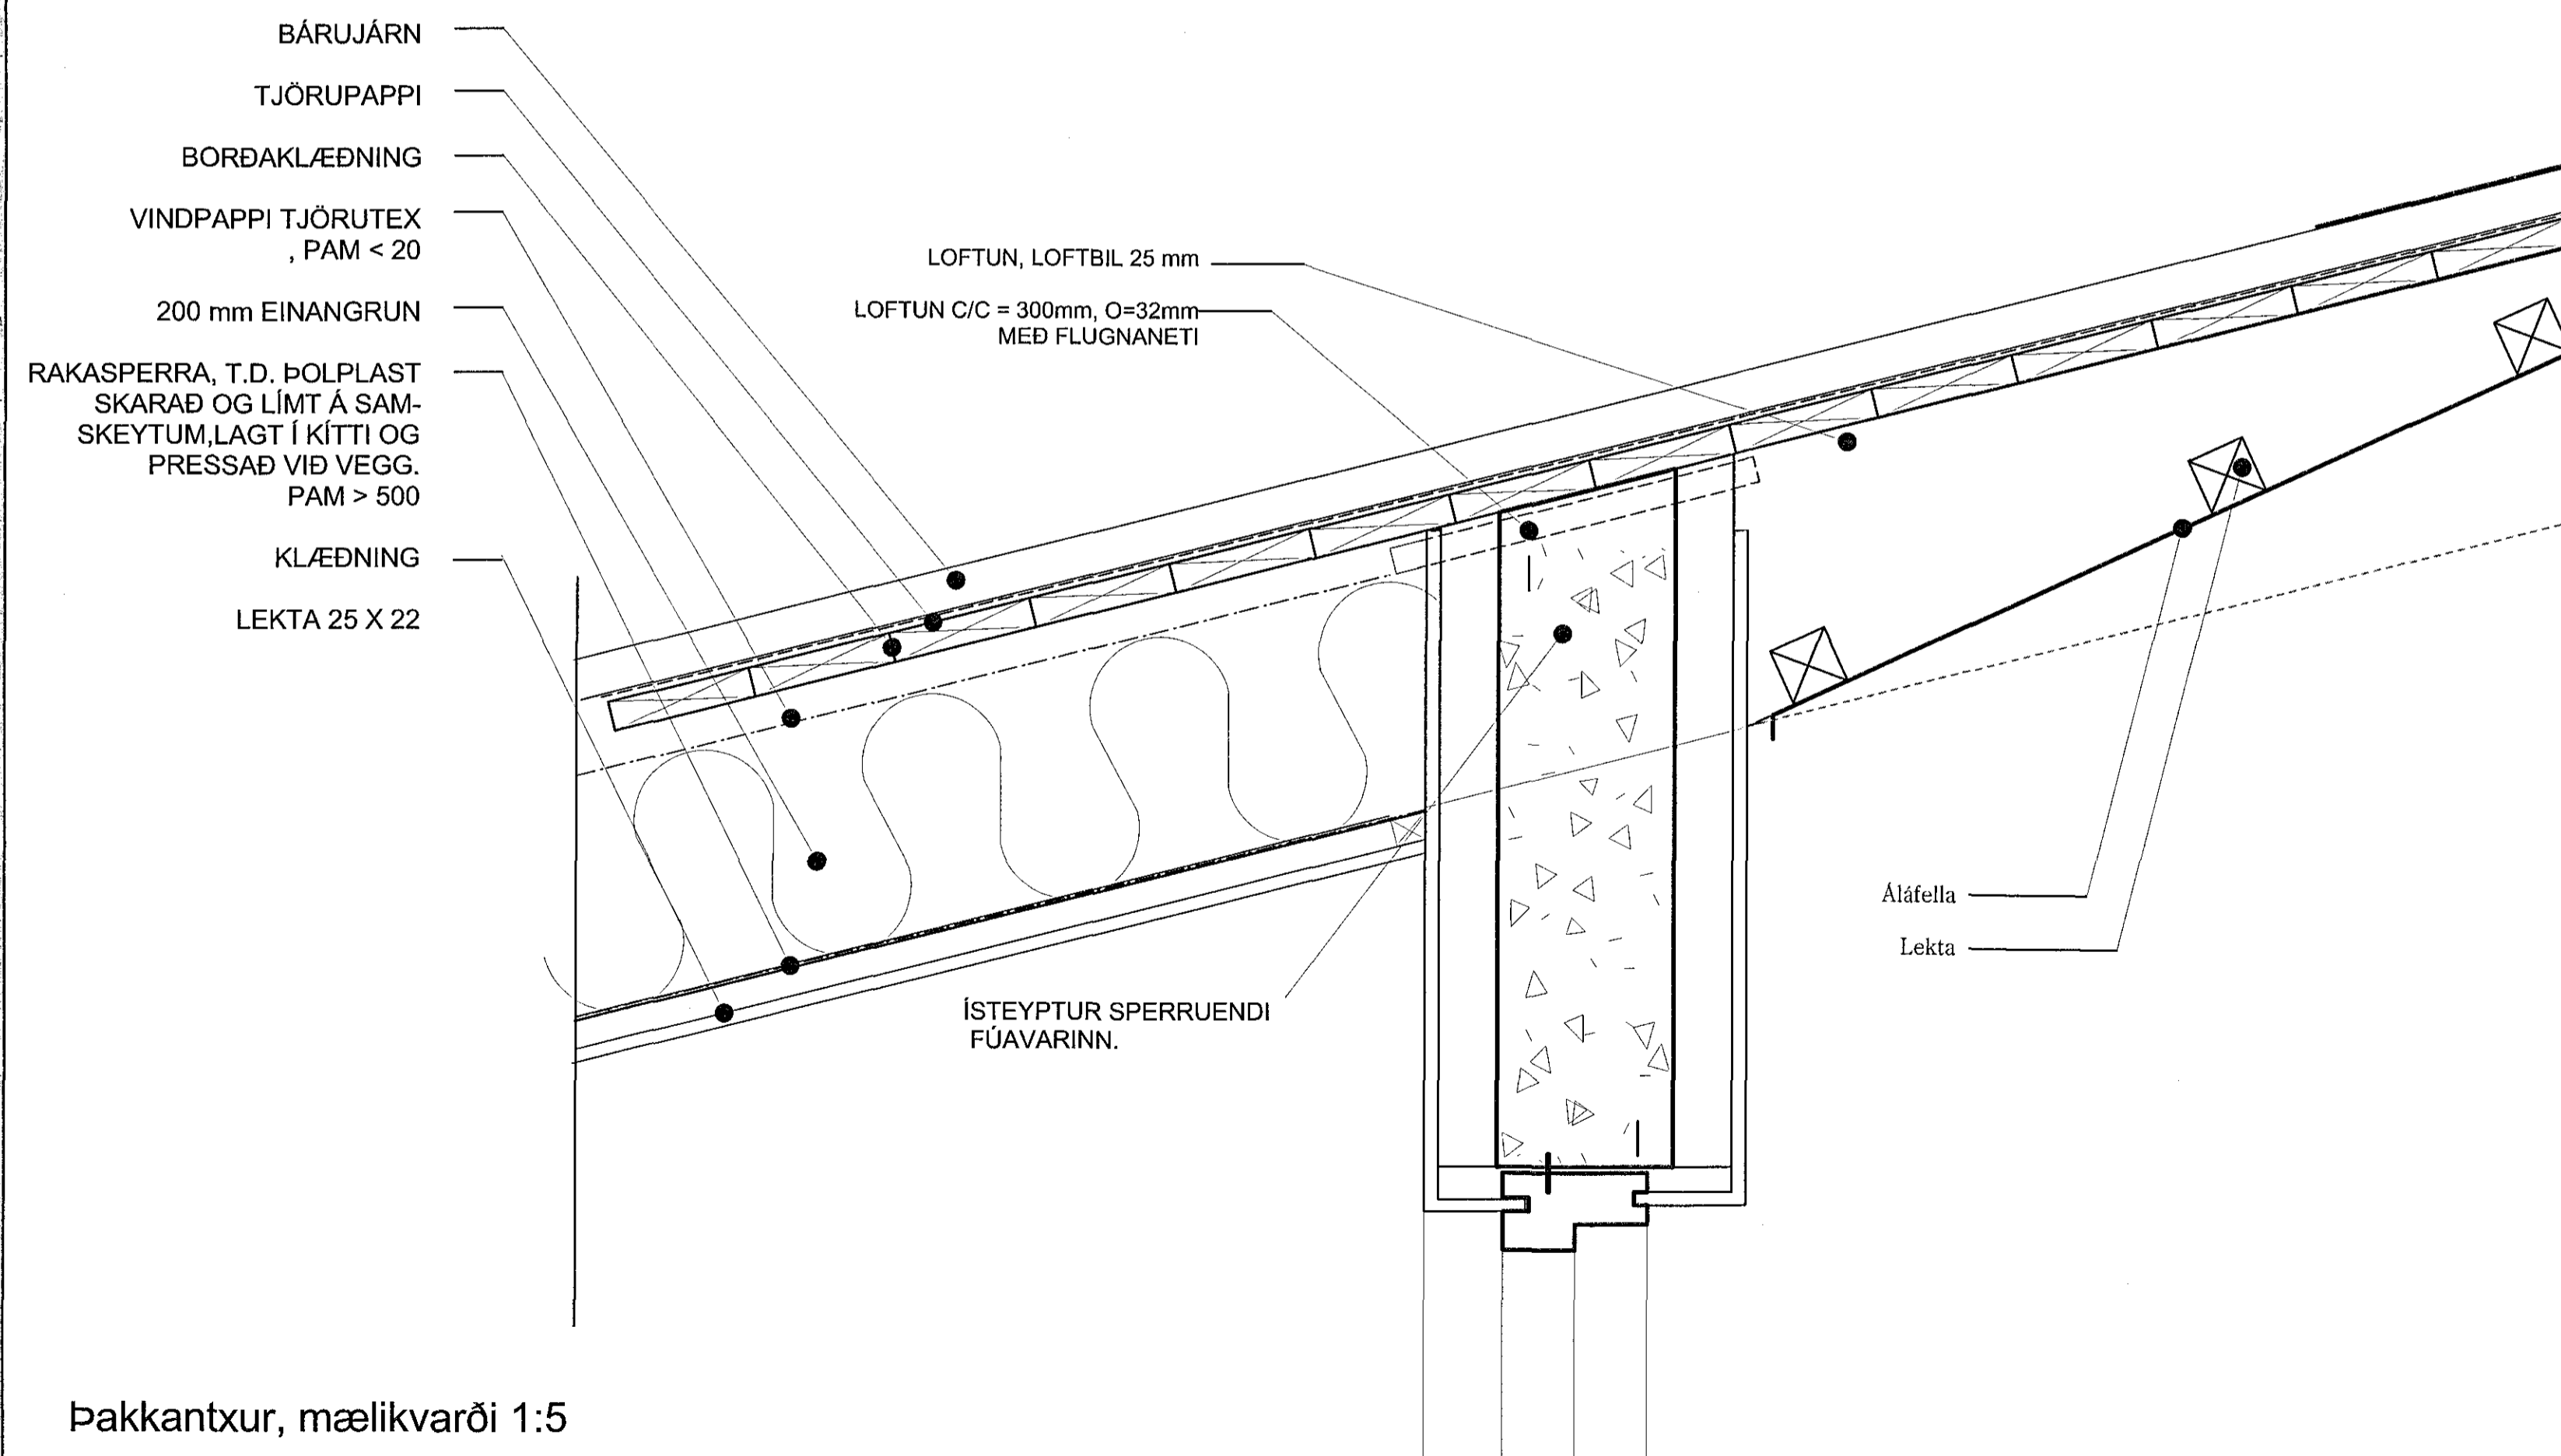 BÁRUJÁRN
TJÖRUPAPPI
BORÐAKLÆÐNING
VINDPAPPI TJÖRUTEX
, PAM < 20
200 mm EINANGRUN
RAKASPERRA, T.D. ÞOLPLAST
SKARAÐ OG LÍMT Á SAM-
SKEYTUM,LAGT Í KÍTTI OG
PRESSAÐ VIÐ VEGG.
PAM > 500
KLÆÐNING
LEKTA 25 X 22
LOFTUN, LOFTBIL 25 mm
LOFTUN C/C = 300mm, O=32mm
MEÐ FLUGNANETI
ÍSTEYPTUR SPERRUENDI
FÚAVARINN.
Áláfella
Lekta
Þakkantxur, mælikvarði 1:5